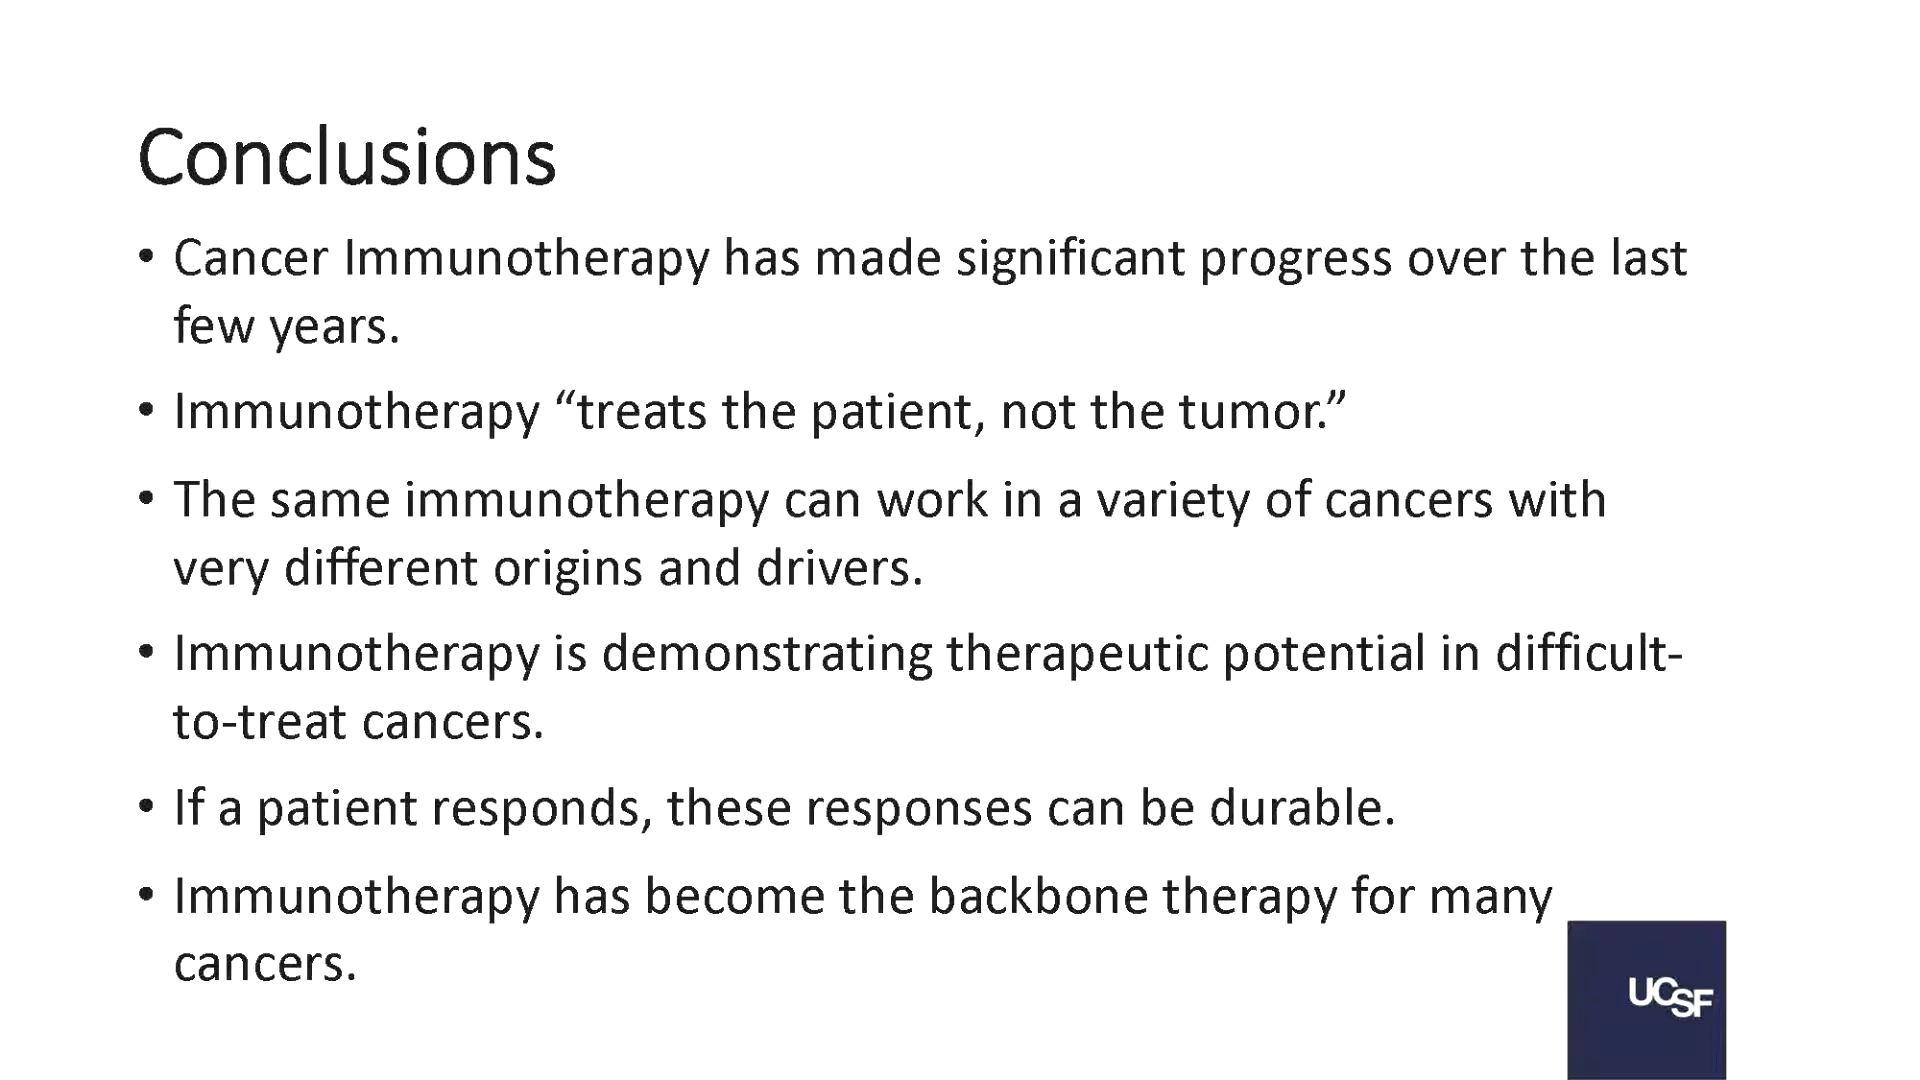 Conclusions
• Cancer Immunotherapy has made significant progress over the last
few years.
• Immunotherapy “treats the patient, not the tumor.”
• The same immunotherapy can work in a variety of cancers with
very different origins and drivers.
• Immunotherapy is demonstrating therapeutic potential in difficult-
to-treat cancers.
• If a patient responds, these responses can be durable.
• Immunotherapy has become the backbone therapy for many
cancers.
UCSF